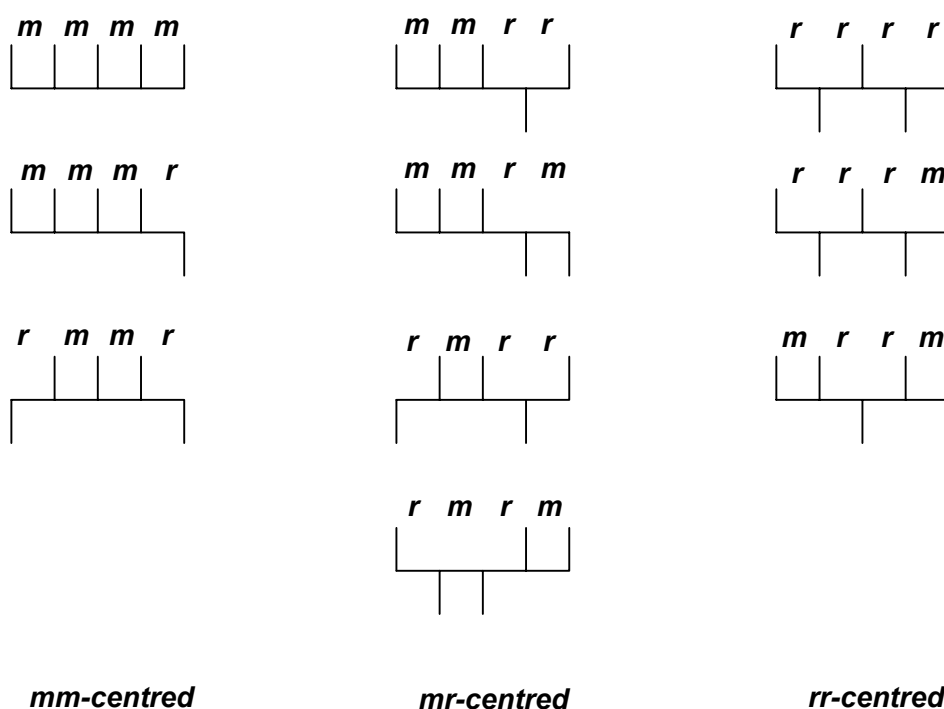 m m m m
m m r r
r r r r
m m m r
m m r m
r r r m
r m m r
r m r r
m r r m
r m r m
mm-centred
mr-centred
rr-centred